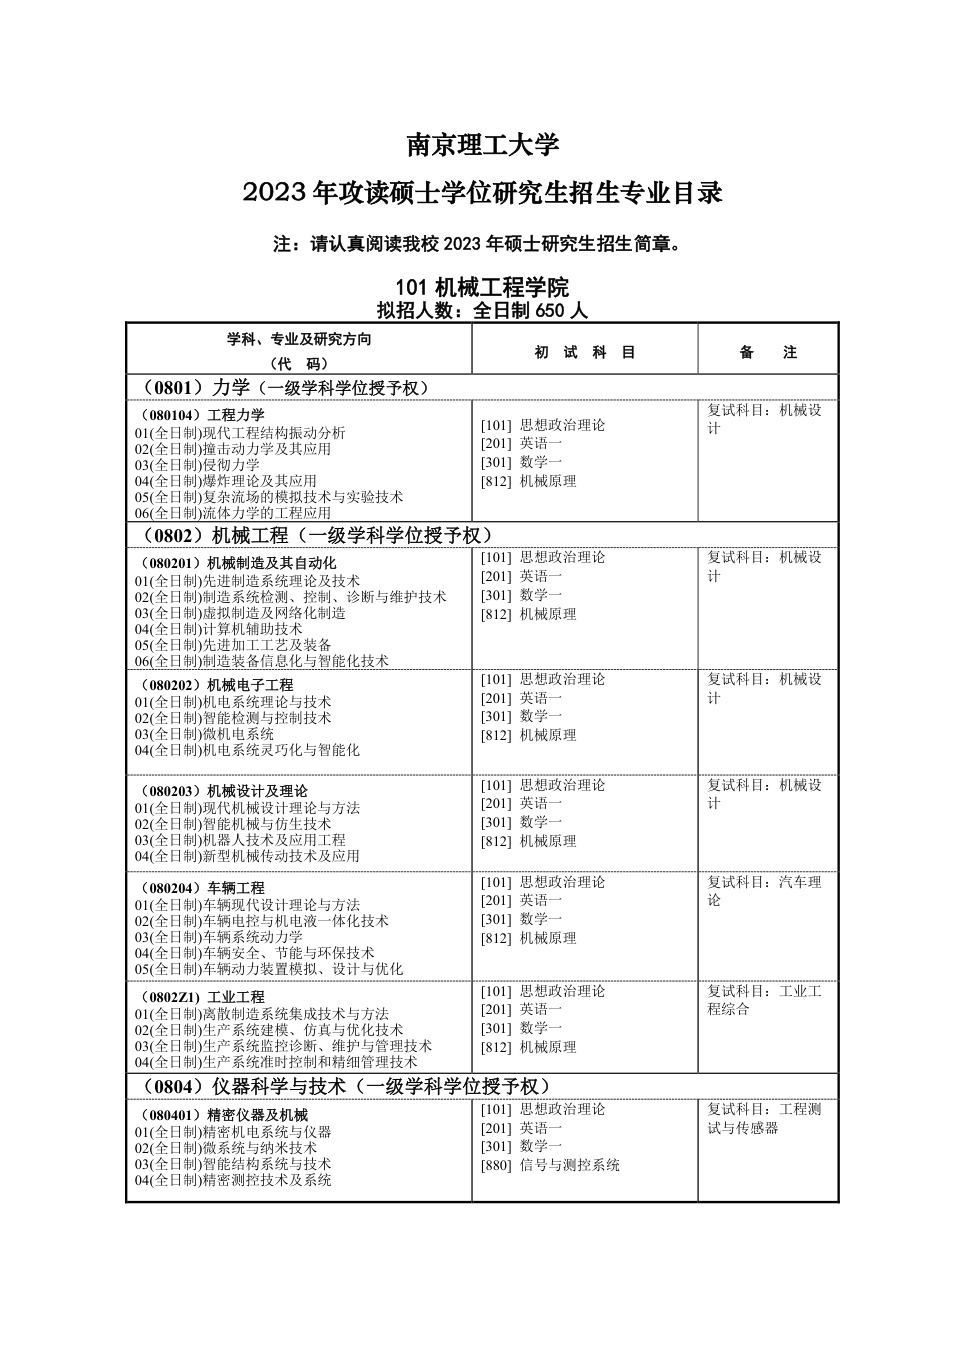 南京理工大学
2023 年攻读硕士学位研究生招生专业目录
注：请认真阅读我校 2023 年硕士研究生招生简章。
101 机械工程学院
拟招人数：全日制 650 人
学科、专业及研究方向
（代 码）
初 试 科 目
备 注
（0801）力学（一级学科学位授予权）
（080104）工程力学
01(全日制)现代工程结构振动分析
02(全日制)撞击动力学及其应用
03(全日制)侵彻力学
04(全日制)爆炸理论及其应用
05(全日制)复杂流场的模拟技术与实验技术
06(全日制)流体力学的工程应用
[101] 思想政治理论
[201] 英语一
[301] 数学一
[812] 机械原理
复试科目：机械设
计
（0802）机械工程（一级学科学位授予权）
（080201）机械制造及其自动化
01(全日制)先进制造系统理论及技术
02(全日制)制造系统检测、控制、诊断与维护技术
03(全日制)虚拟制造及网络化制造
04(全日制)计算机辅助技术
05(全日制)先进加工工艺及装备
06(全日制)制造装备信息化与智能化技术
[101] 思想政治理论
[201] 英语一
[301] 数学一
[812] 机械原理
复试科目：机械设
计
（080202）机械电子工程
01(全日制)机电系统理论与技术
02(全日制)智能检测与控制技术
03(全日制)微机电系统
04(全日制)机电系统灵巧化与智能化
[101] 思想政治理论
[201] 英语一
[301] 数学一
[812] 机械原理
复试科目：机械设
计
（080203）机械设计及理论
01(全日制)现代机械设计理论与方法
02(全日制)智能机械与仿生技术
03(全日制)机器人技术及应用工程
04(全日制)新型机械传动技术及应用
[101] 思想政治理论
[201] 英语一
[301] 数学一
[812] 机械原理
复试科目：机械设
计
（080204）车辆工程
01(全日制)车辆现代设计理论与方法
02(全日制)车辆电控与机电液一体化技术
03(全日制)车辆系统动力学
04(全日制)车辆安全、节能与环保技术
05(全日制)车辆动力装置模拟、设计与优化
[101] 思想政治理论
[201] 英语一
[301] 数学一
[812] 机械原理
复试科目：汽车理
论
（0802Z1）工业工程
01(全日制)离散制造系统集成技术与方法
02(全日制)生产系统建模、仿真与优化技术
03(全日制)生产系统监控诊断、维护与管理技术
04(全日制)生产系统准时控制和精细管理技术
[101] 思想政治理论
[201] 英语一
[301] 数学一
[812] 机械原理
复试科目：工业工
程综合
（0804）仪器科学与技术（一级学科学位授予权）
（080401）精密仪器及机械
01(全日制)精密机电系统与仪器
02(全日制)微系统与纳米技术
03(全日制)智能结构系统与技术
04(全日制)精密测控技术及系统
[101] 思想政治理论
[201] 英语一
[301] 数学一
[880] 信号与测控系统
复试科目：工程测
试与传感器